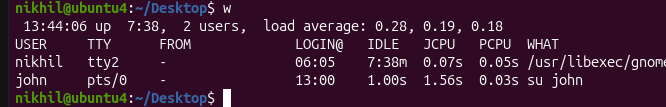 nikhil@ubuntu4:~/Desktop$ w
 13:44:06 up  7:38,  2 users,  load average: 0.28, 0.19, 0.18
USER     TTY      FROM             LOGIN@   IDLE   JCPU   PCPU  WHAT
nikhil   tty2     -                06:05    7:38m  0.07s  0.05s /usr/libexec/gnome
john     pts/0    -                13:00    1.00s  1.56s  0.03s su john
nikhil@ubuntu4:~/Desktop$